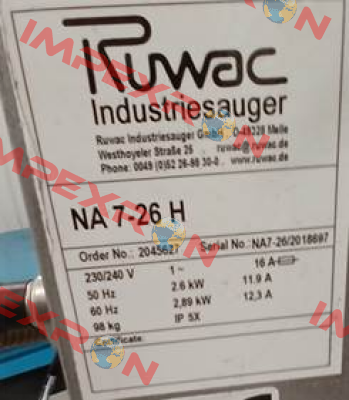 Ruwac
Industriesauger
Ruwac Industriesauger GmbH D-49328 Melle
Westhoyeler Straße 25 ruwac@ruwac.de
Phone: 0049 (0)52 26-98 30-0 www.ruwac.de
NA 7-26 H
Order No.: 2045627 Serial No.: NA7-26/2018697
230/240 V 1~ 16 A
50 Hz 2.6 kW 11.9 A
60 Hz 2,89 kW 12,3 A
98 kg IP 5X
Certificate:
IMPEXRON
IMPEXRON